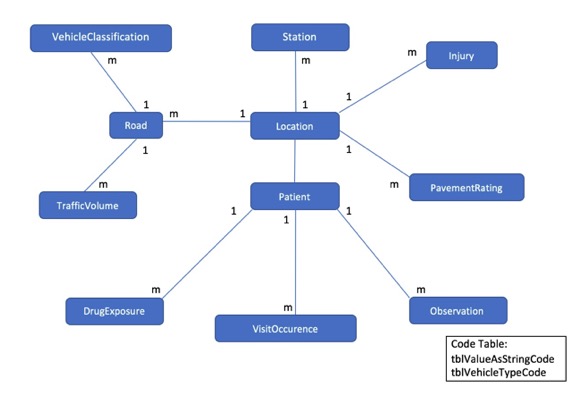 VehicleClassification
Station
Injury
m
m
m
1
1
1
Road
m
1
Location
1
1
m
m
PavementRating
TrafficVolume
Patient
1
1
1
m
m
m
DrugExposure
VisitOccurence
Observation
Code Table:
tblValueAsStringCode
tblVehicleTypeCode